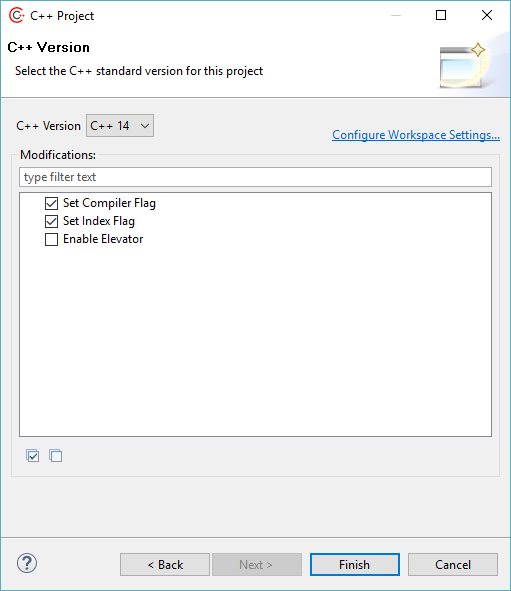 C++ Project
C++ Version
Select the C++ standard version for this project
C++ Version C++ 14
Configure Workspace Settings...
Modifications:
type filter text
Set Compiler Flag
Set Index Flag
Enable Elevator
? < Back Next > Finish Cancel